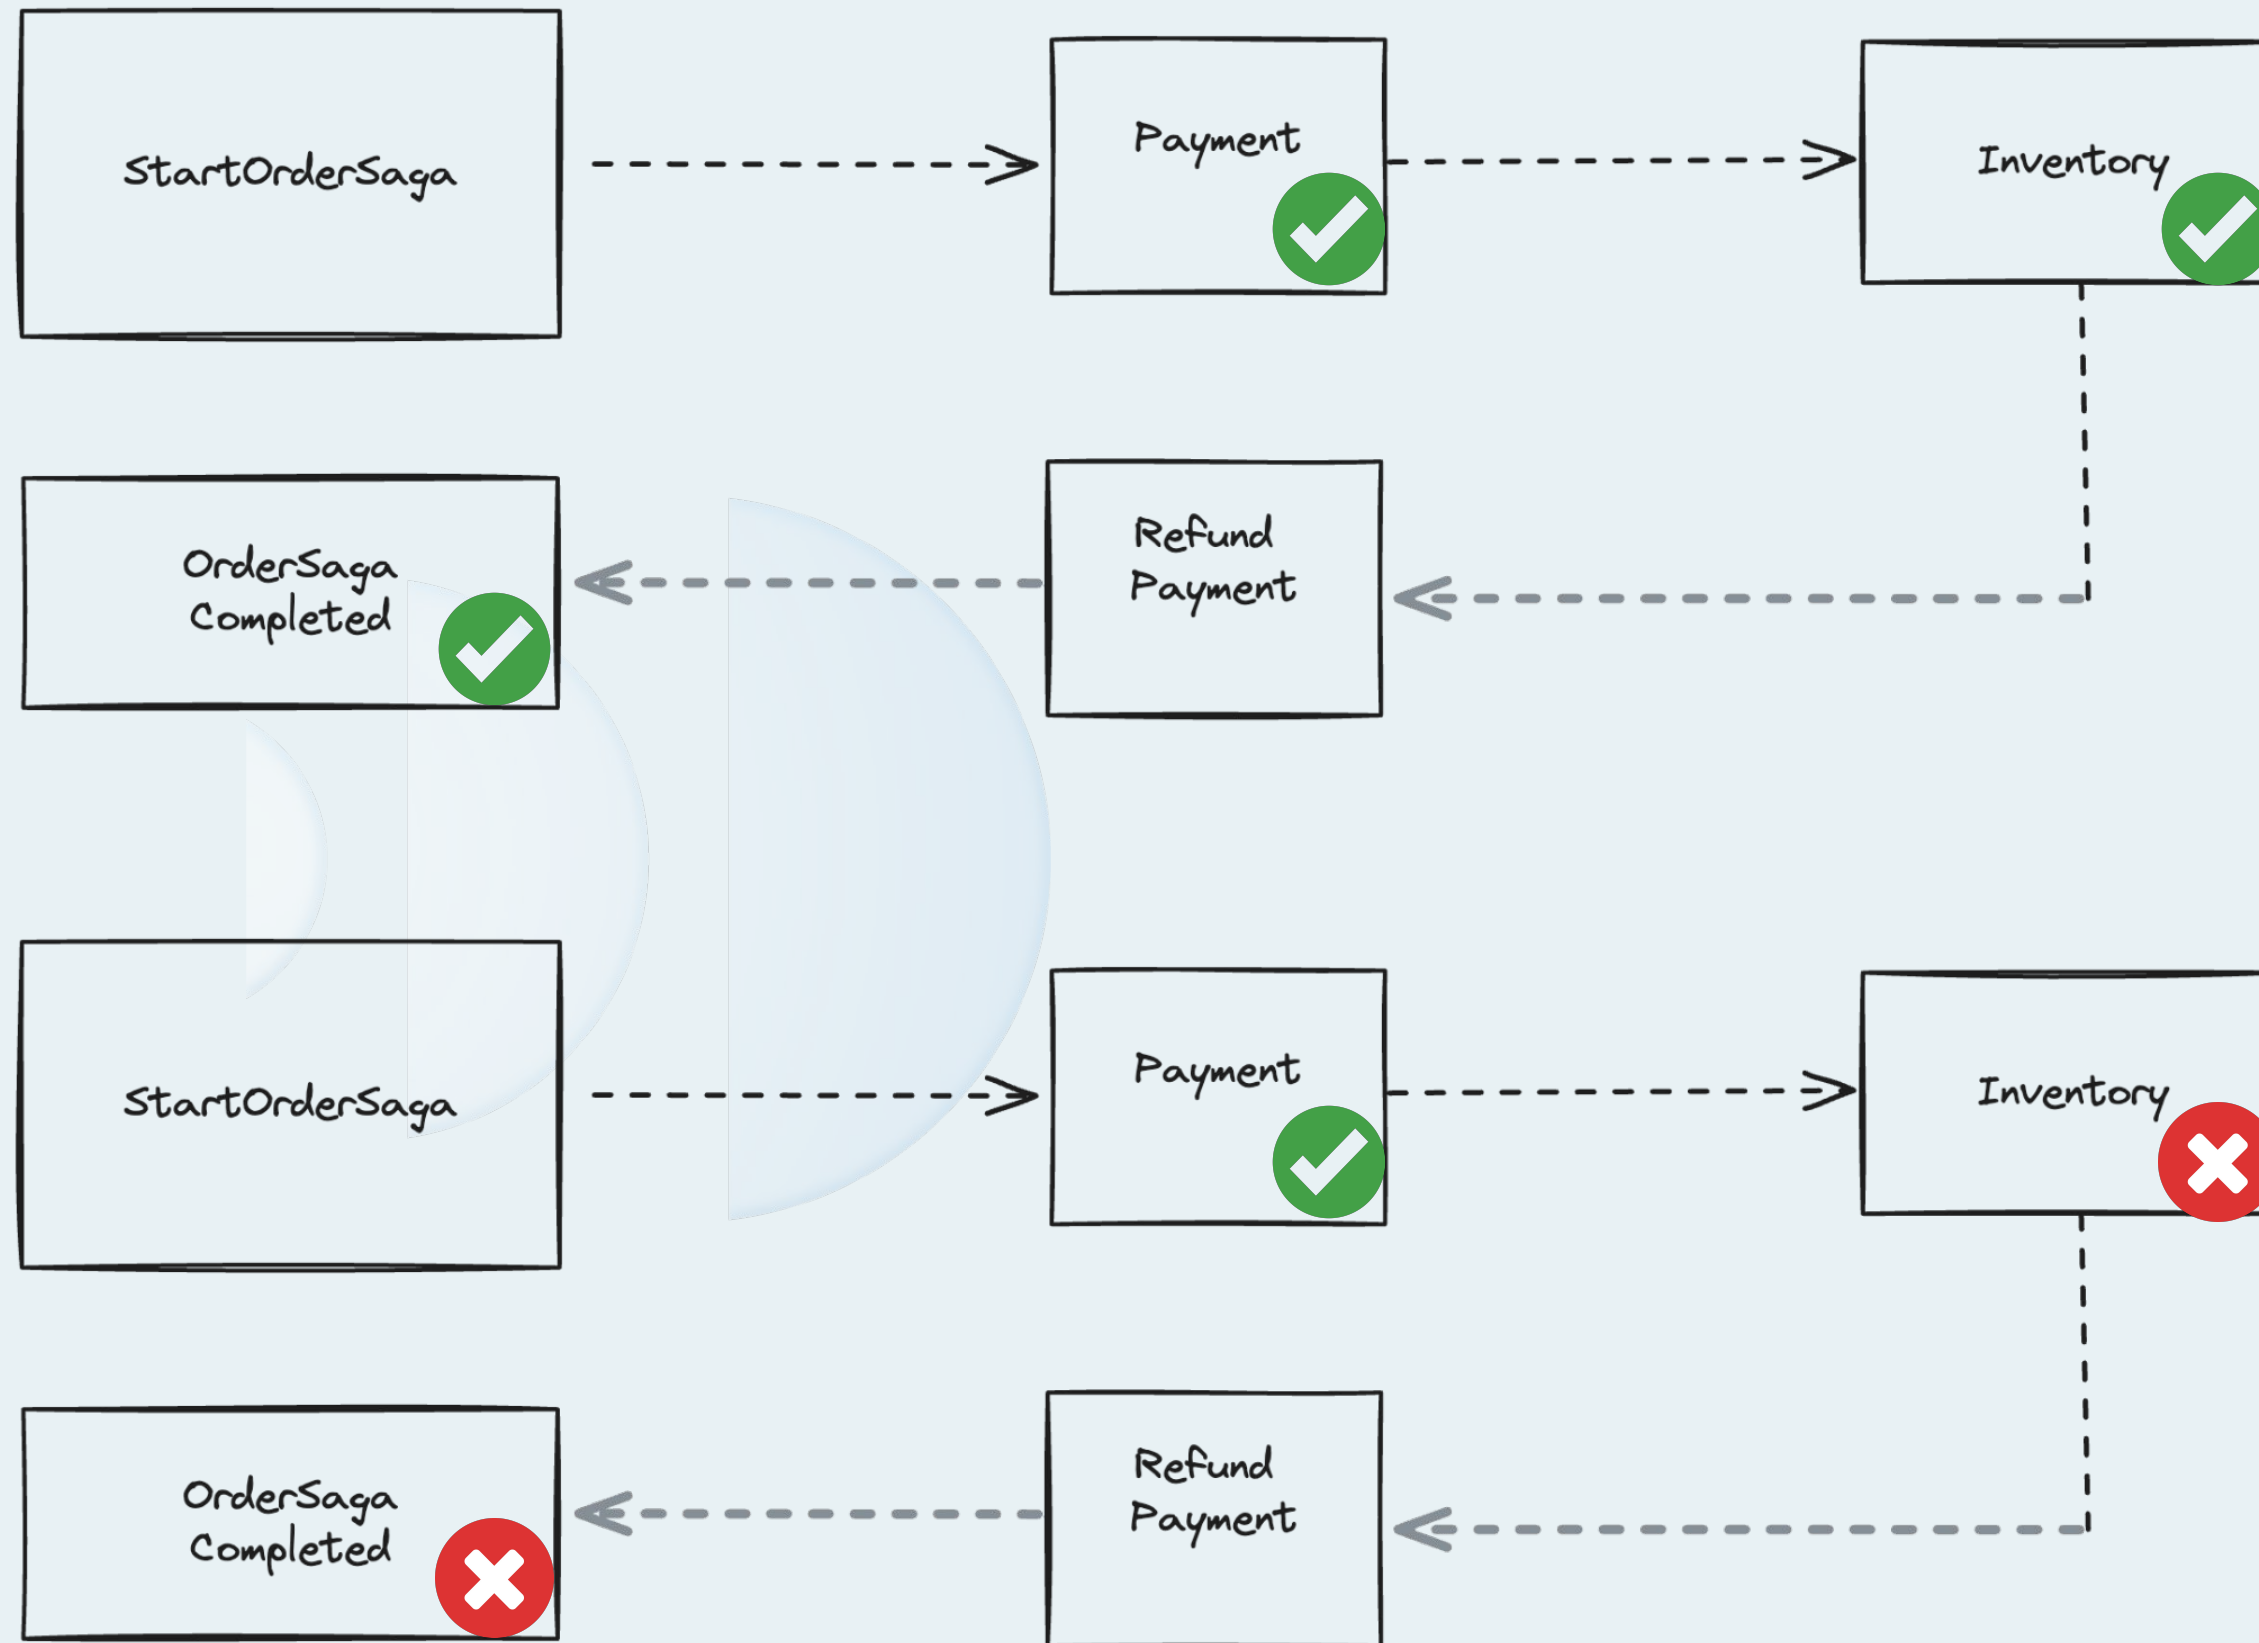 StartOrderSaga
Payment
Inventory
OrderSaga
Completed
Refund
Payment
StartOrderSaga
Payment
Inventory
OrderSaga
Completed
Refund
Payment